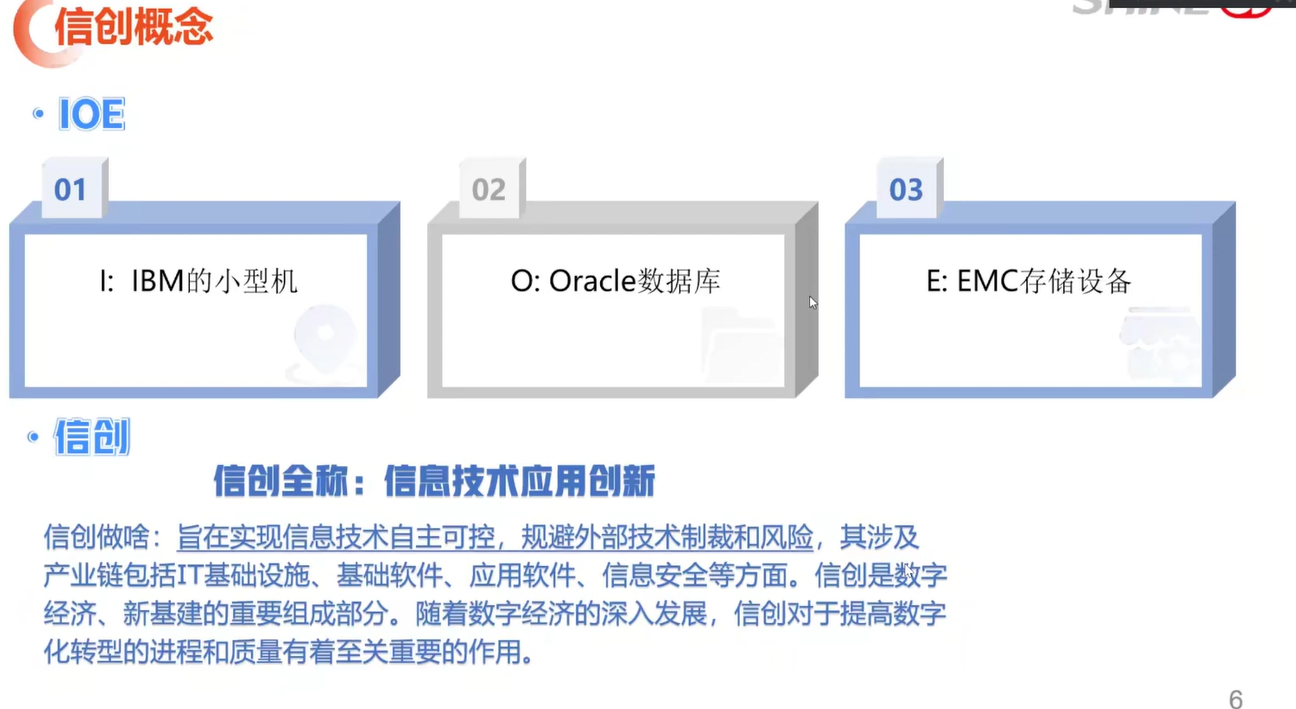 信创概念
IOE
01
02
03
I: IBM的小型机
O: Oracle数据库
E: EMC存储设备
信创
信创全称：信息技术应用创新
信创做啥：旨在实现信息技术自主可控，规避外部技术制裁和风险，其涉及
产业链包括IT基础设施、基础软件、应用软件、信息安全等方面。信创是数字
经济、新基建的重要组成部分。随着数字经济的深入发展，信创对于提高数字
化转型的进程和质量有着至关重要的作用。
6